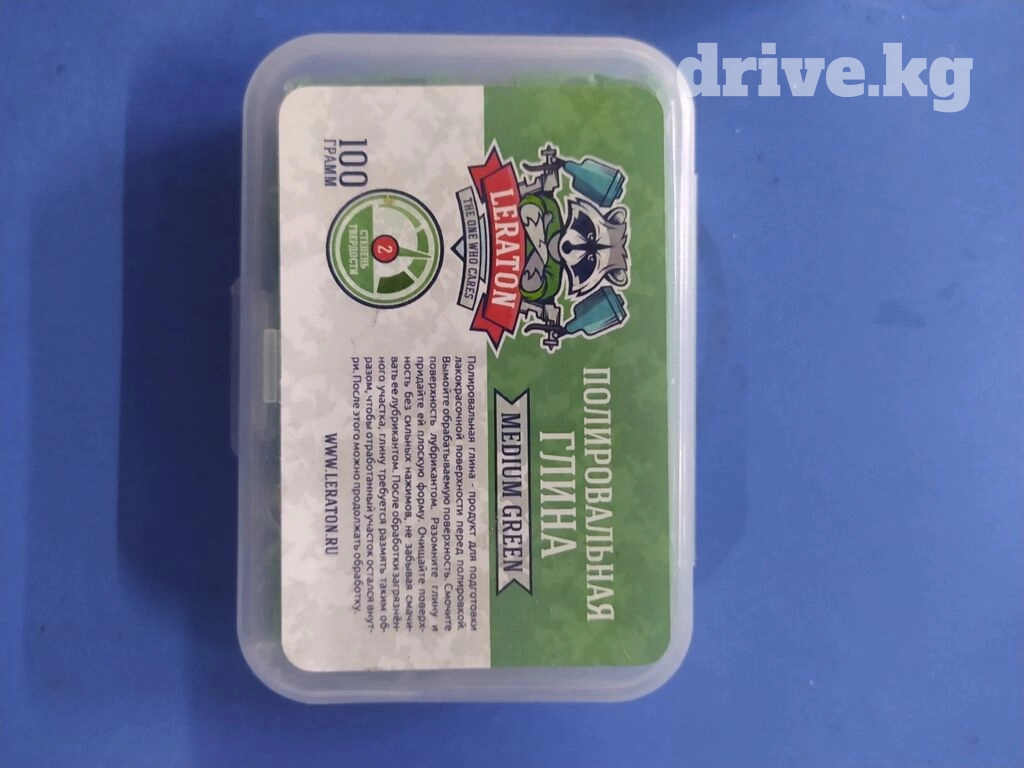 drive.kg
LERATON
THE ONE WHO CARES
ПОЛИРОВАЛЬНАЯ
ГЛИНА
MEDIUM GREEN
100
ГРАММ
СТЕПЕНЬ
ТВЕРДОСТИ
2
Полировальная глина - продукт для подготовки
лакокрасочной поверхности перед полировкой.
Вымойте обрабатываемую поверхность. Смочите
поверхность лубрикантом. Разомните глину и
придайте ей плоскую форму. Очищайте поверх-
ность без сильных нажимов, не забывая смачи-
вать ее лубрикантом. После обработки загрязнён-
ного участка, глину требуется размять таким об-
разом, чтобы отработанный участок остался внут-
ри. После этого можно продолжать обработку.
WWW.LERATON.RU